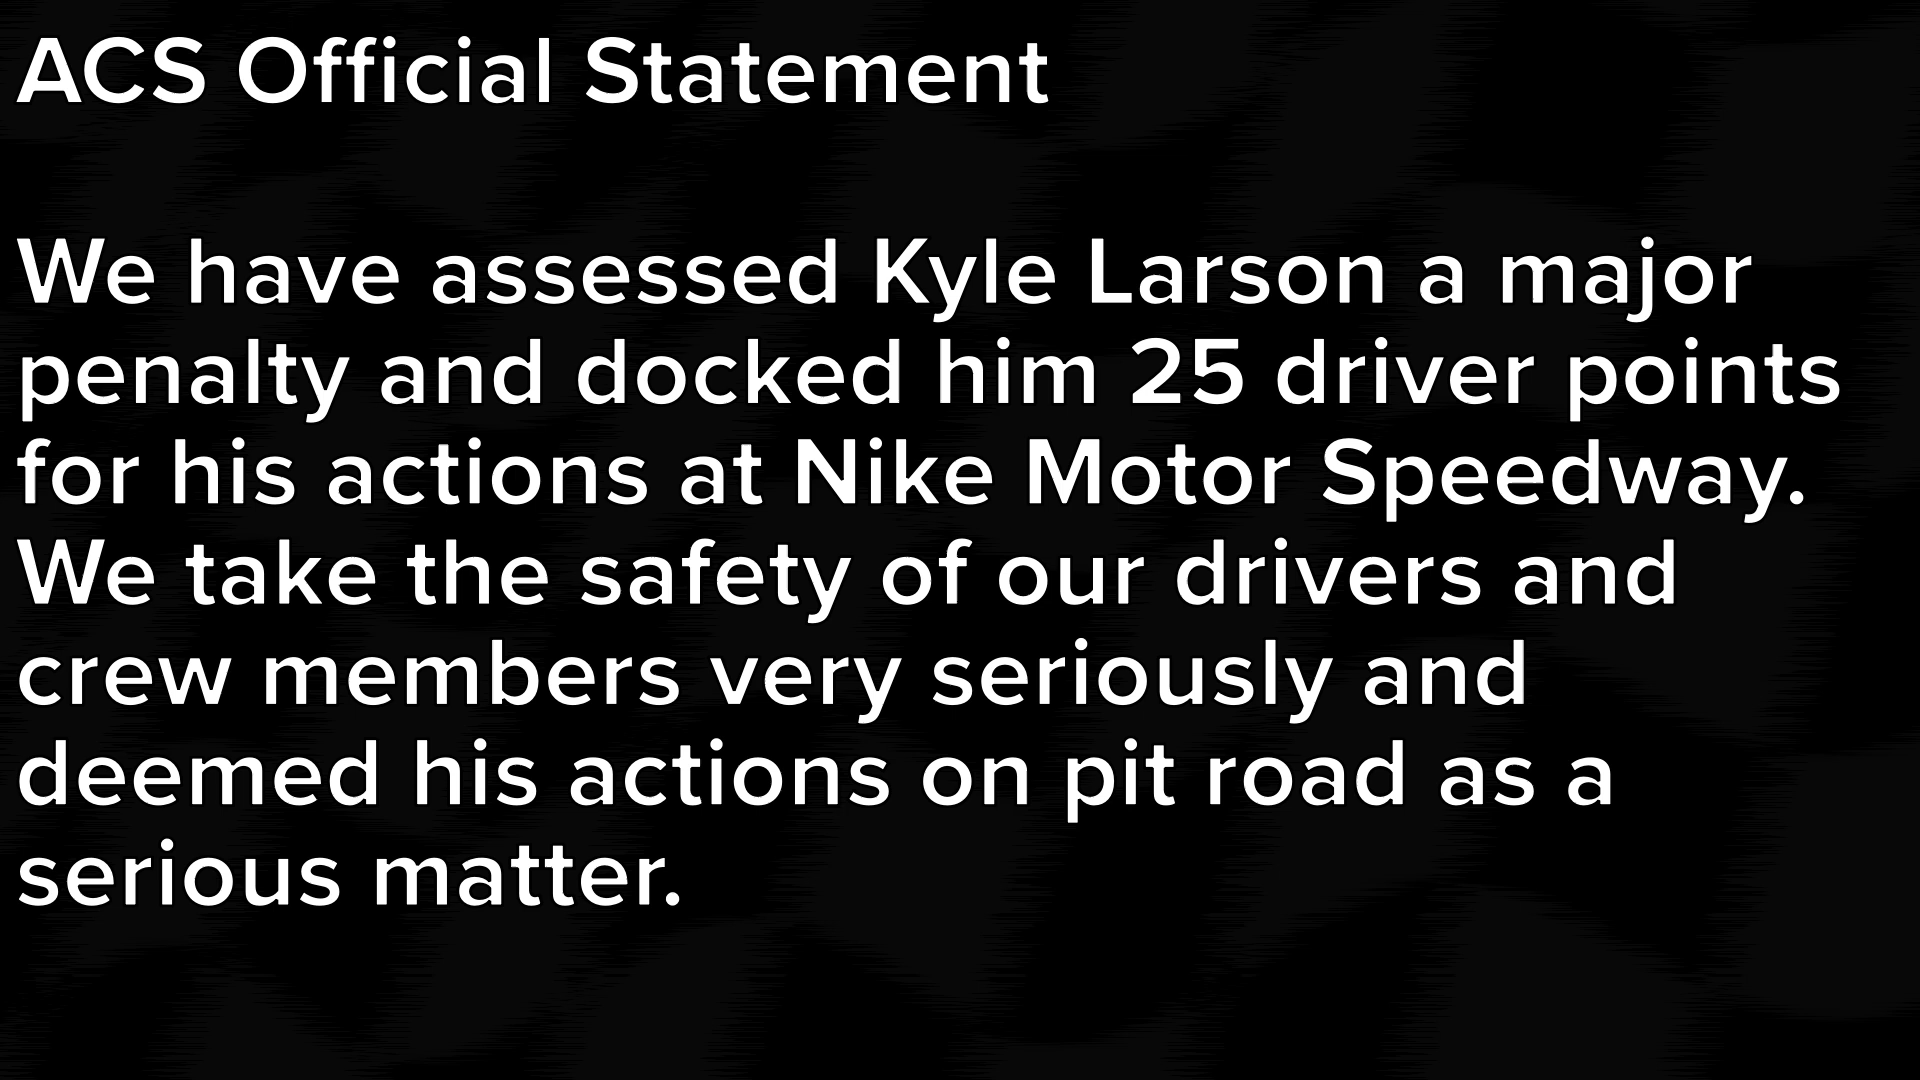 ACS Official Statement
We have assessed Kyle Larson a major
penalty and docked him 25 driver points
for his actions at Nike Motor Speedway.
We take the safety of our drivers and
crew members very seriously and
deemed his actions on pit road as a
serious matter.